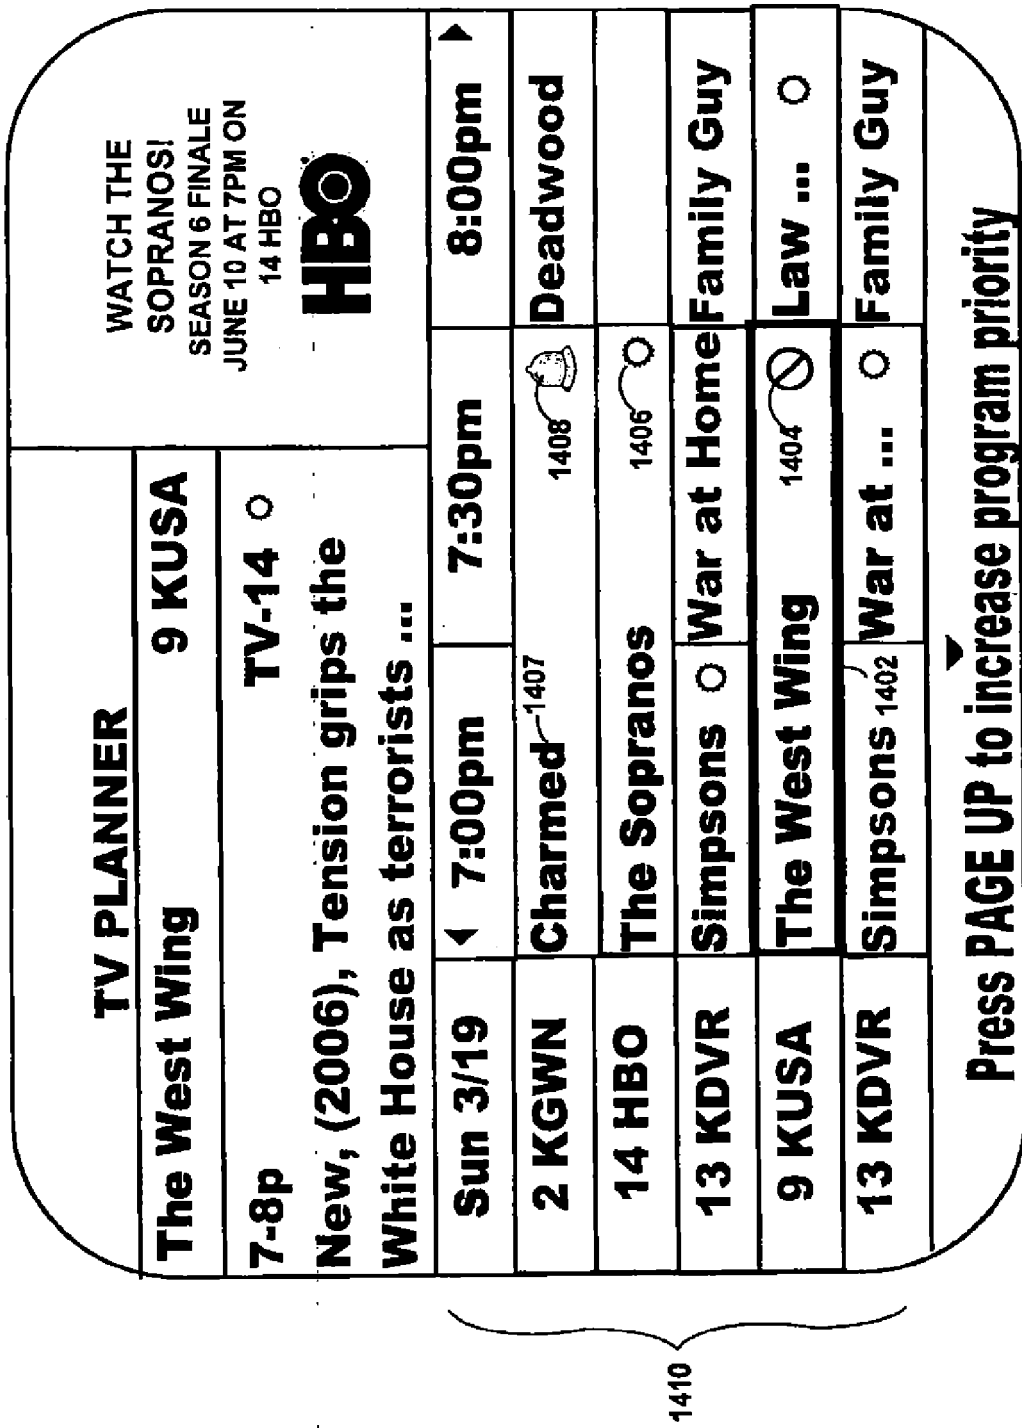 TV PLANNER
The West Wing 9 KUSA
7-8p TV-14
New, (2006), Tension grips the
White House as terrorists ...
WATCH THE
SOPRANOS!
SEASON 6 FINALE
JUNE 10 AT 7PM ON
14 HBO
HBO
Sun 3/19 7:00pm 7:30pm 8:00pm
2 KGWN Charmed 1407 1408 Deadwood
14 HBO The Sopranos 1406
13 KDVR Simpsons War at Home Family Guy
9 KUSA The West Wing 1404 Law ...
13 KDVR Simpsons 1402 War at ... Family Guy
Press PAGE UP to increase program priority
1410